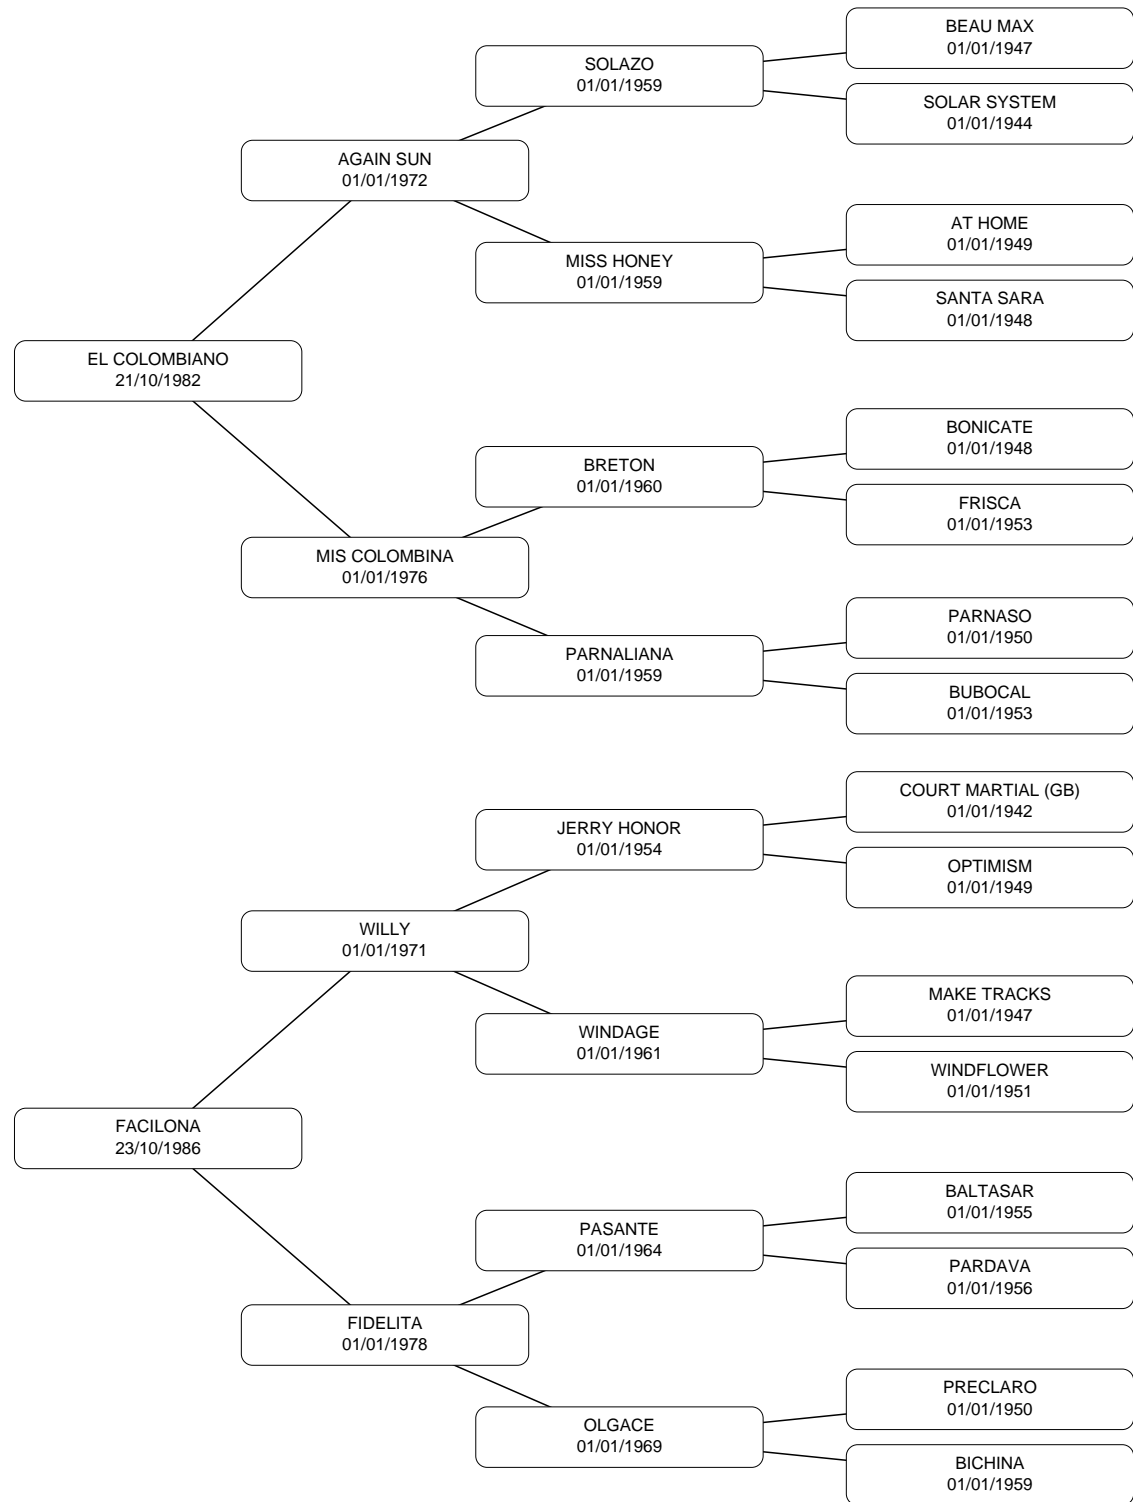 BEAU MAX
01/01/1947
SOLAZO
01/01/1959
SOLAR SYSTEM
01/01/1944
AGAIN SUN
01/01/1972
AT HOME
01/01/1949
MISS HONEY
01/01/1959
SANTA SARA
01/01/1948
EL COLOMBIANO
21/10/1982
BONICATE
01/01/1948
BRETON
01/01/1960
FRISCA
01/01/1953
MIS COLOMBINA
01/01/1976
PARNASO
01/01/1950
PARNALIANA
01/01/1959
BUBOCAL
01/01/1953
COURT MARTIAL (GB)
01/01/1942
JERRY HONOR
01/01/1954
OPTIMISM
01/01/1949
WILLY
01/01/1971
MAKE TRACKS
01/01/1947
WINDAGE
01/01/1961
WINDFLOWER
01/01/1951
FACILONA
23/10/1986
BALTASAR
01/01/1955
PASANTE
01/01/1964
PARDAVA
01/01/1956
FIDELITA
01/01/1978
PRECLARO
01/01/1950
OLGACE
01/01/1969
BICHINA
01/01/1959